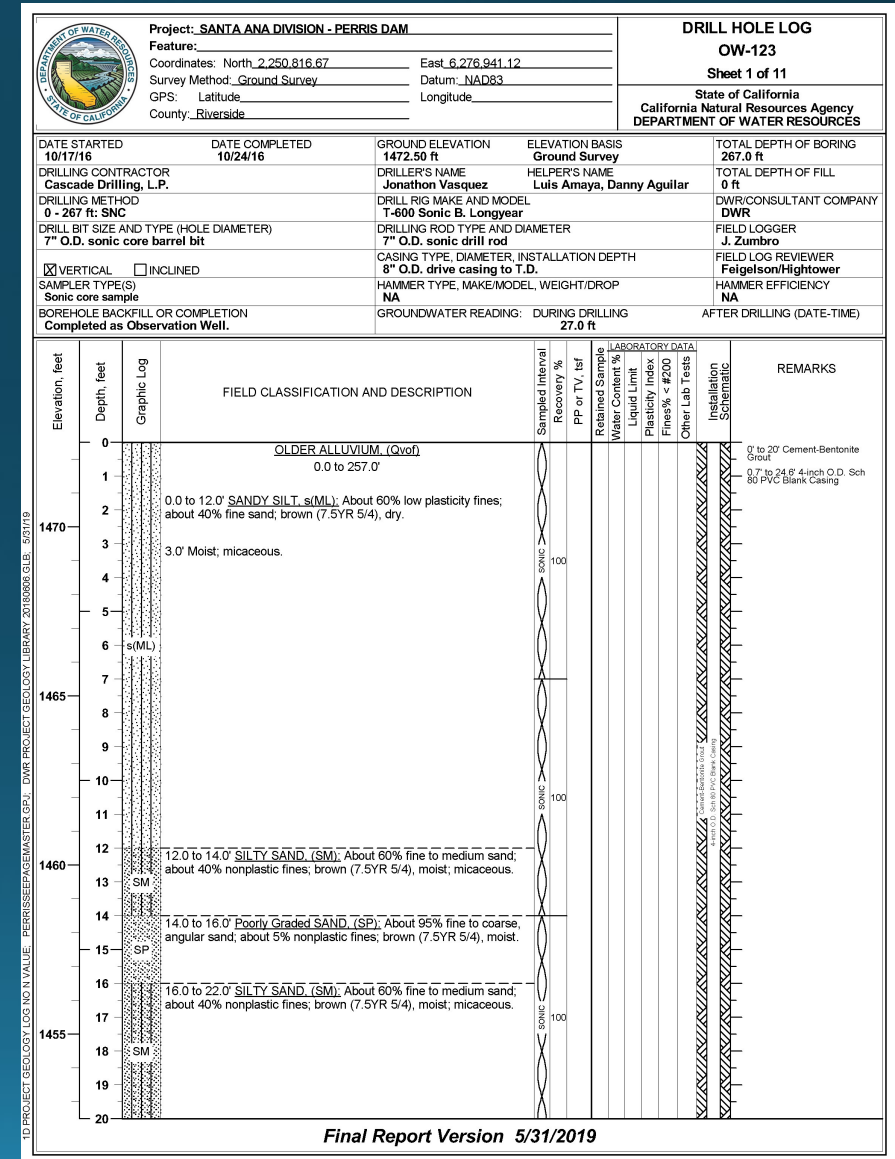 DEPARTMENT OF WATER RESOURCES
STATE OF CALIFORNIA
Project: SANTA ANA DIVISION - PERRIS DAM
Feature:
Coordinates: North 2,250,816.67 East 6,276,941.12
Survey Method: Ground Survey Datum: NAD83
GPS: Latitude Longitude
County: Riverside
DRILL HOLE LOG
OW-123
Sheet 1 of 11
State of California
California Natural Resources Agency
DEPARTMENT OF WATER RESOURCES
DATE STARTED DATE COMPLETED GROUND ELEVATION ELEVATION BASIS TOTAL DEPTH OF BORING
10/17/16 10/24/16 1472.50 ft Ground Survey 267.0 ft
DRILLING CONTRACTOR DRILLER'S NAME HELPER'S NAME TOTAL DEPTH OF FILL
Cascade Drilling, L.P. Jonathon Vasquez Luis Amaya, Danny Aguilar 0 ft
DRILLING METHOD DRILL RIG MAKE AND MODEL DWR/CONSULTANT COMPANY
0 - 267 ft: SNC T-600 Sonic B. Longyear DWR
DRILL BIT SIZE AND TYPE (HOLE DIAMETER) DRILLING ROD TYPE AND DIAMETER FIELD LOGGER
7" O.D. sonic core barrel bit 7" O.D. sonic drill rod J. Zumbro
CASING TYPE, DIAMETER, INSTALLATION DEPTH FIELD LOG REVIEWER
X VERTICAL INCLINED 8" O.D. drive casing to T.D. Feigelson/Hightower
SAMPLER TYPE(S) HAMMER TYPE, MAKE/MODEL, WEIGHT/DROP HAMMER EFFICIENCY
Sonic core sample NA NA
BOREHOLE BACKFILL OR COMPLETION GROUNDWATER READING: DURING DRILLING AFTER DRILLING (DATE-TIME)
Completed as Observation Well. 27.0 ft
Elevation, feet
Depth, feet
Graphic Log
FIELD CLASSIFICATION AND DESCRIPTION
Sampled Interval
Recovery %
PP or TV, tsf
Retained Sample
LABORATORY DATA
Water Content %
Liquid Limit
Plasticity Index
Fines% < #200
Other Lab Tests
Installation
Schematic
REMARKS
0
OLDER ALLUVIUM, (Qvof)
0.0 to 257.0'
0' to 20' Cement-Bentonite
Grout
0.7' to 24.6' 4-inch O.D. Sch
80 PVC Blank Casing
1
0.0 to 12.0' SANDY SILT, s(ML): About 60% low plasticity fines;
about 40% fine sand; brown (7.5YR 5/4), dry.
2
1470
3
3.0' Moist; micaceous.
SONIC
100
4
5
6
s(ML)
7
1465
8
9
10
SONIC
100
Cement-Bentonite Grout
4-inch O.D. Sch 80 PVC Blank Casing
11
12
12.0 to 14.0' SILTY SAND, (SM): About 60% fine to medium sand;
about 40% nonplastic fines; brown (7.5YR 5/4), moist; micaceous.
1460
13
SM
14
14.0 to 16.0' Poorly Graded SAND, (SP): About 95% fine to coarse,
angular sand; about 5% nonplastic fines; brown (7.5YR 5/4), moist.
15
SP
16
16.0 to 22.0' SILTY SAND, (SM): About 60% fine to medium sand;
about 40% nonplastic fines; brown (7.5YR 5/4), moist; micaceous.
17
SONIC
100
1455
18
SM
19
20
1D PROJECT GEOLOGY LOG NO N VALUE; PERRISSEEPAGEMASTER.GPJ; DWR PROJECT GEOLOGY LIBRARY 20180606.GLB; 5/31/19
Final Report Version 5/31/2019